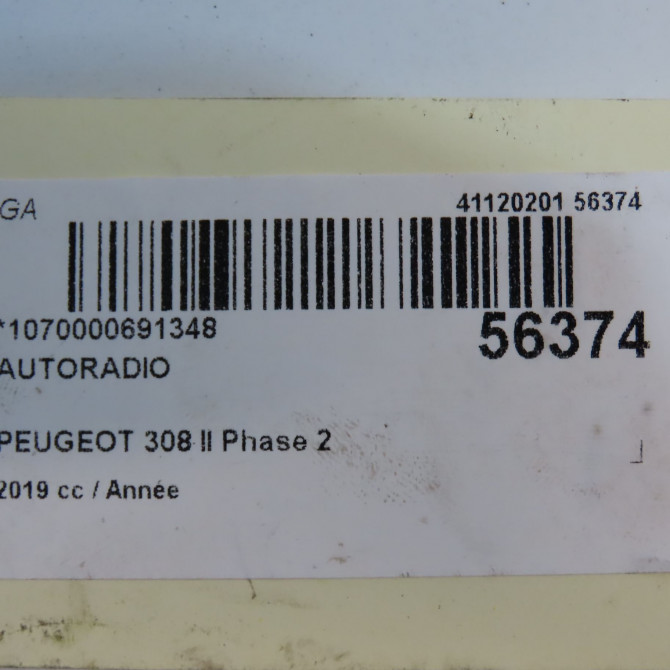 GA
41120201 56374
*1070000691348
56374
AUTORADIO
PEUGEOT 308 II Phase 2
2019 cc / Année